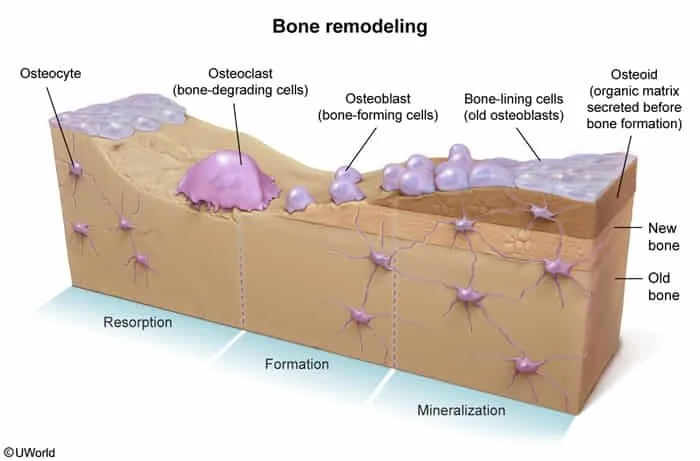 Bone remodeling
Osteocyte
Osteoclast
(bone-degrading cells)
Osteoblast
(bone-forming cells)
Bone-lining cells
(old osteoblasts)
Osteoid
(organic matrix
secreted before
bone formation)
New
bone
Old
bone
Resorption
Formation
Mineralization
©UWorld